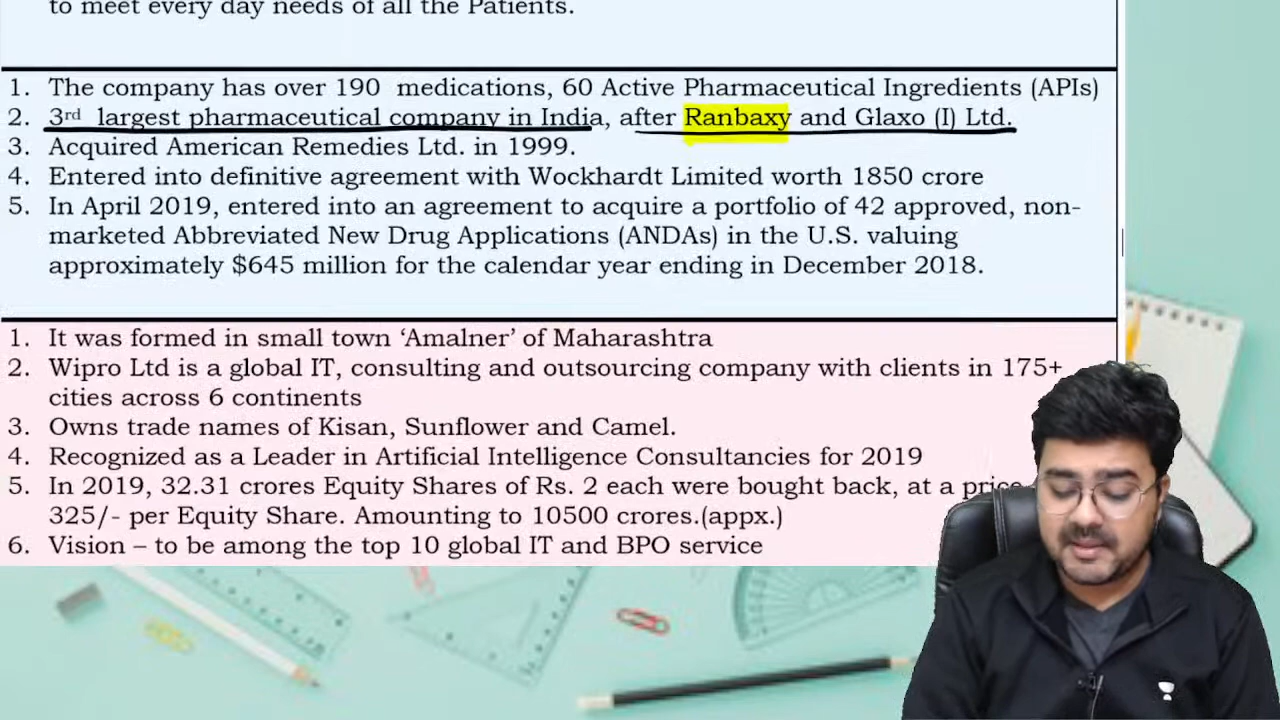 to meet every day needs of all the Patients.
1. The company has over 190 medications, 60 Active Pharmaceutical Ingredients (APIs)
2. 3rd largest pharmaceutical company in India, after Ranbaxy and Glaxo (I) Ltd.
3. Acquired American Remedies Ltd. in 1999.
4. Entered into definitive agreement with Wockhardt Limited worth 1850 crore
5. In April 2019, entered into an agreement to acquire a portfolio of 42 approved, non-
marketed Abbreviated New Drug Applications (ANDAs) in the U.S. valuing
approximately $645 million for the calendar year ending in December 2018.
1. It was formed in small town ‘Amalner’ of Maharashtra
2. Wipro Ltd is a global IT, consulting and outsourcing company with clients in 175+
cities across 6 continents
3. Owns trade names of Kisan, Sunflower and Camel.
4. Recognized as a Leader in Artificial Intelligence Consultancies for 2019
5. In 2019, 32.31 crores Equity Shares of Rs. 2 each were bought back, at a price
325/- per Equity Share. Amounting to 10500 crores.(appx.)
6. Vision – to be among the top 10 global IT and BPO service